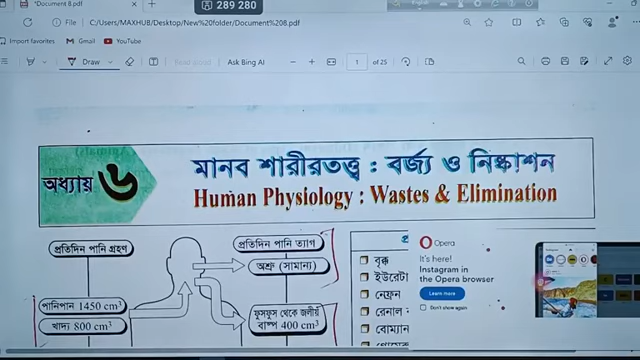 *Document 8.pdf
289 280
File
C:/Users/MAXHUB/Desktop/New%20folder/Document%208.pdf
Import favorites
Gmail
YouTube
Draw
Read aloud
Ask Bing AI
1 of 25
অধ্যায় ৬
মানব শারীরতত্ত্ব : বর্জ্য ও নিষ্কাশন
Human Physiology : Wastes & Elimination
প্রতিদিন পানি গ্রহণ
প্রতিদিন পানি ত্যাগ
অশ্রু (সামান্য)
পানিপান 1450 cm³
খাদ্য 800 cm³
ফুসফুস থেকে জলীয়
বাষ্প 400 cm³
বৃক্ক
ইউরেটা
নেফ্রন
রেনাল
বোম্যান
Opera
It's here!
Instagram in
the Opera browser
Learn more
Don't show again